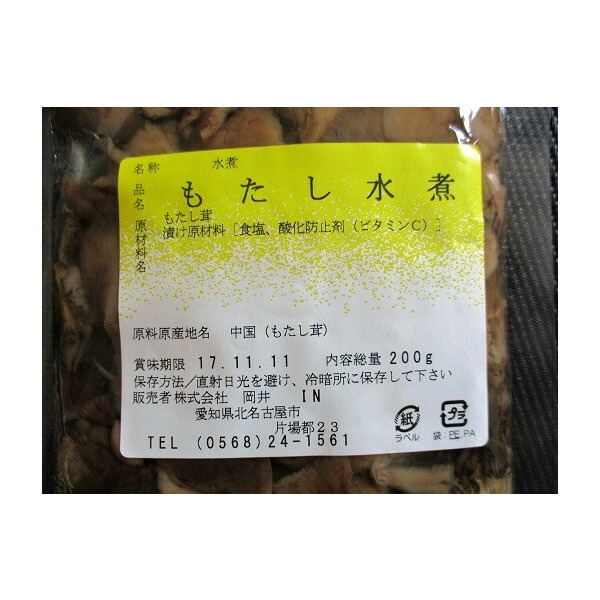 名称 水煮
品名 もたし水煮
原材料名 もたし茸
漬け原材料［食塩、酸化防止剤（ビタミンC）］
原料原産地名 中国（もたし茸）
賞味期限 17.11.11 内容総量 200g
保存方法／直射日光を避け、冷暗所に保存して下さい
販売者 株式会社 岡井 IN
愛知県北名古屋市
片場都23
TEL (0568)24-1561
紙
ラベル
プラ
袋:PE,PA